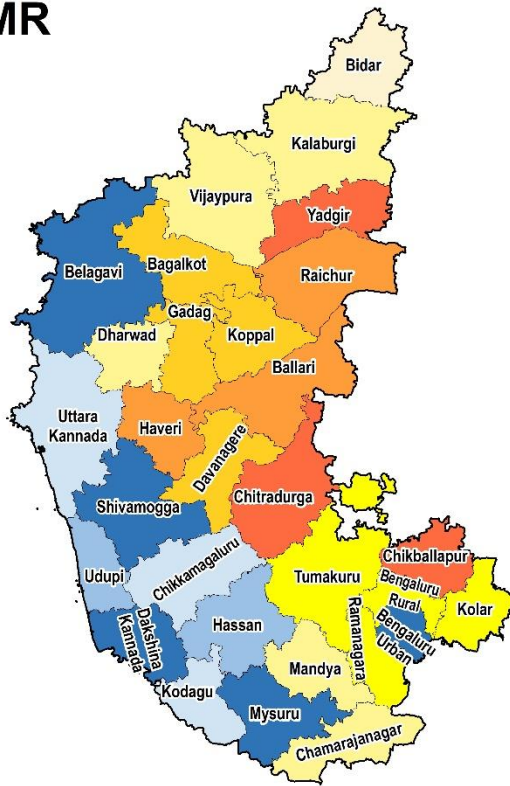 MR
Bidar
Kalaburgi
Vijaypura
Yadgir
Belagavi
Bagalkot
Raichur
Gadag
Dharwad
Koppal
Ballari
Uttara
Kannada
Haveri
Davanagere
Chitradurga
Shivamogga
Chikkamagaluru
Udupi
Tumakuru
Chikballapur
Bengaluru
Rural
Kolar
Bengaluru
Urban
Ramanagara
Dakshina
Kannada
Hassan
Mandya
Kodagu
Mysuru
Chamarajanagar